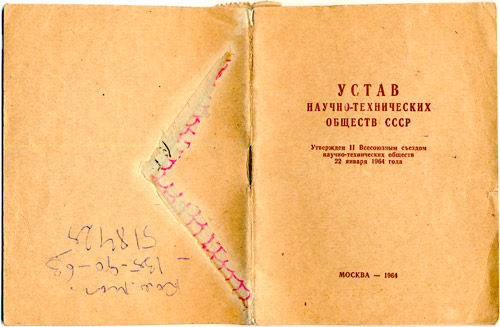 УСТАВ
НАУЧНО-ТЕХНИЧЕСКИХ
ОБЩЕСТВ СССР
Утвержден II Всесоюзным съездом
научно-технических обществ
22 января 1964 года
МОСКВА — 1964